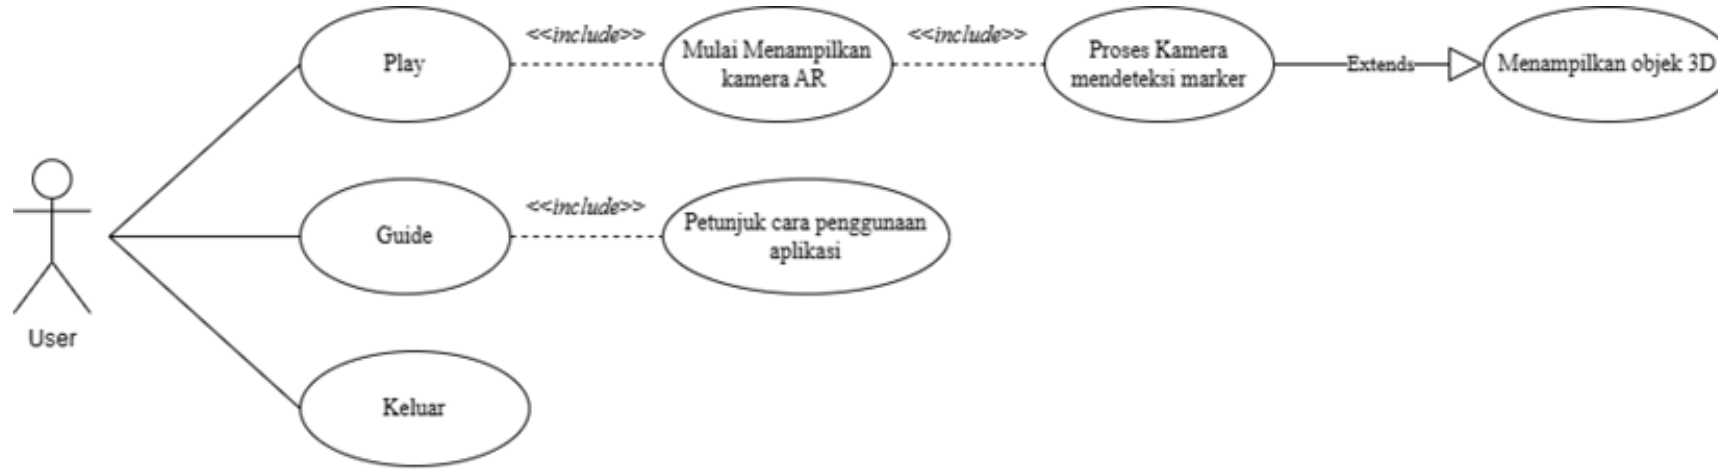 Play
<<include>>
Mulai Menampilkan
kamera AR
<<include>>
Proses Kamera
mendeteksi marker
Extends
Menampilkan objek 3D
Guide
<<include>>
Petunjuk cara penggunaan
aplikasi
User
Keluar